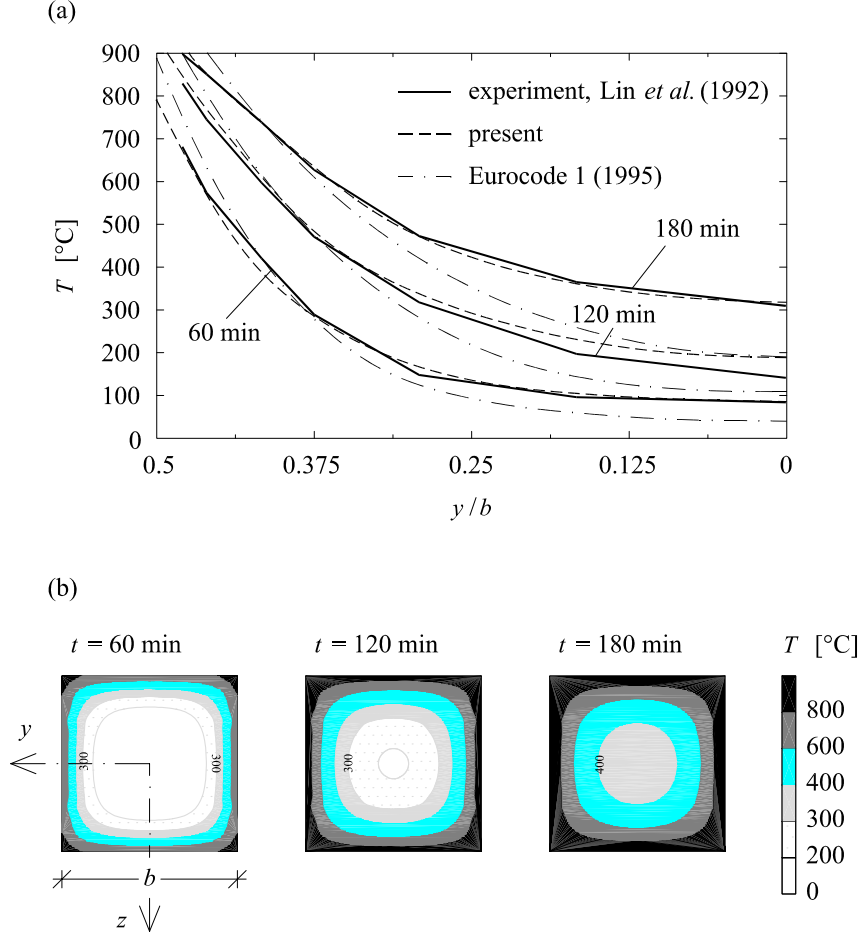 (a)
900
800
700
600
500
400
300
200
100
0
T [°C]
experiment, Lin et al. (1992)
present
Eurocode 1 (1995)
180 min
120 min
60 min
0.5
0.375
0.25
0.125
0
y / b
(b)
t = 60 min
t = 120 min
t = 180 min
T [°C]
y
300
300
300
400
b
z
800
600
400
300
200
0